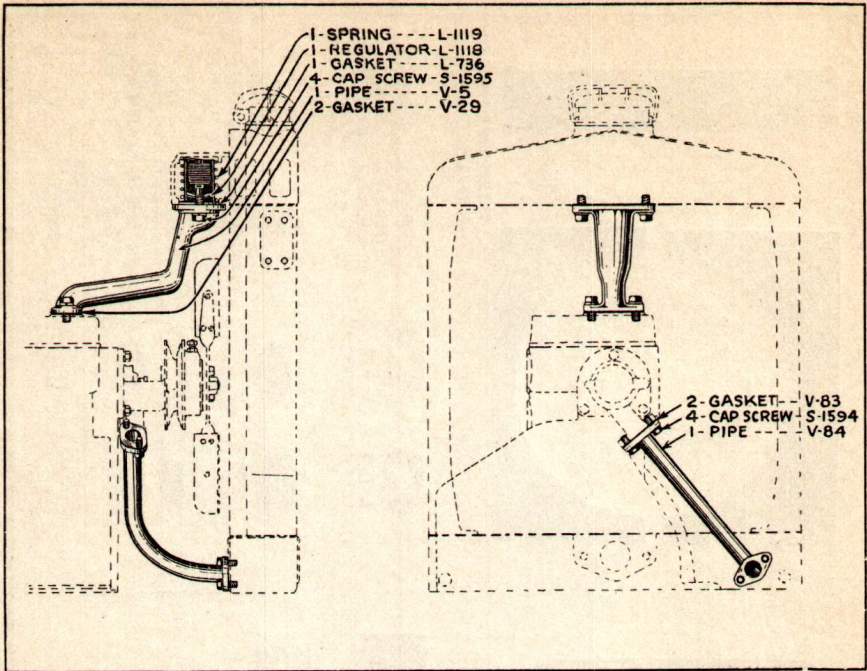 1-SPRING----L-1119
1-REGULATOR-L-1118
1-GASKET----L-736
4-CAP SCREW-S-1595
1-PIPE----V-5
2-GASKET----V-29
2-GASKET--V-83
4-CAP SCREW-S-1594
1-PIPE---V-84